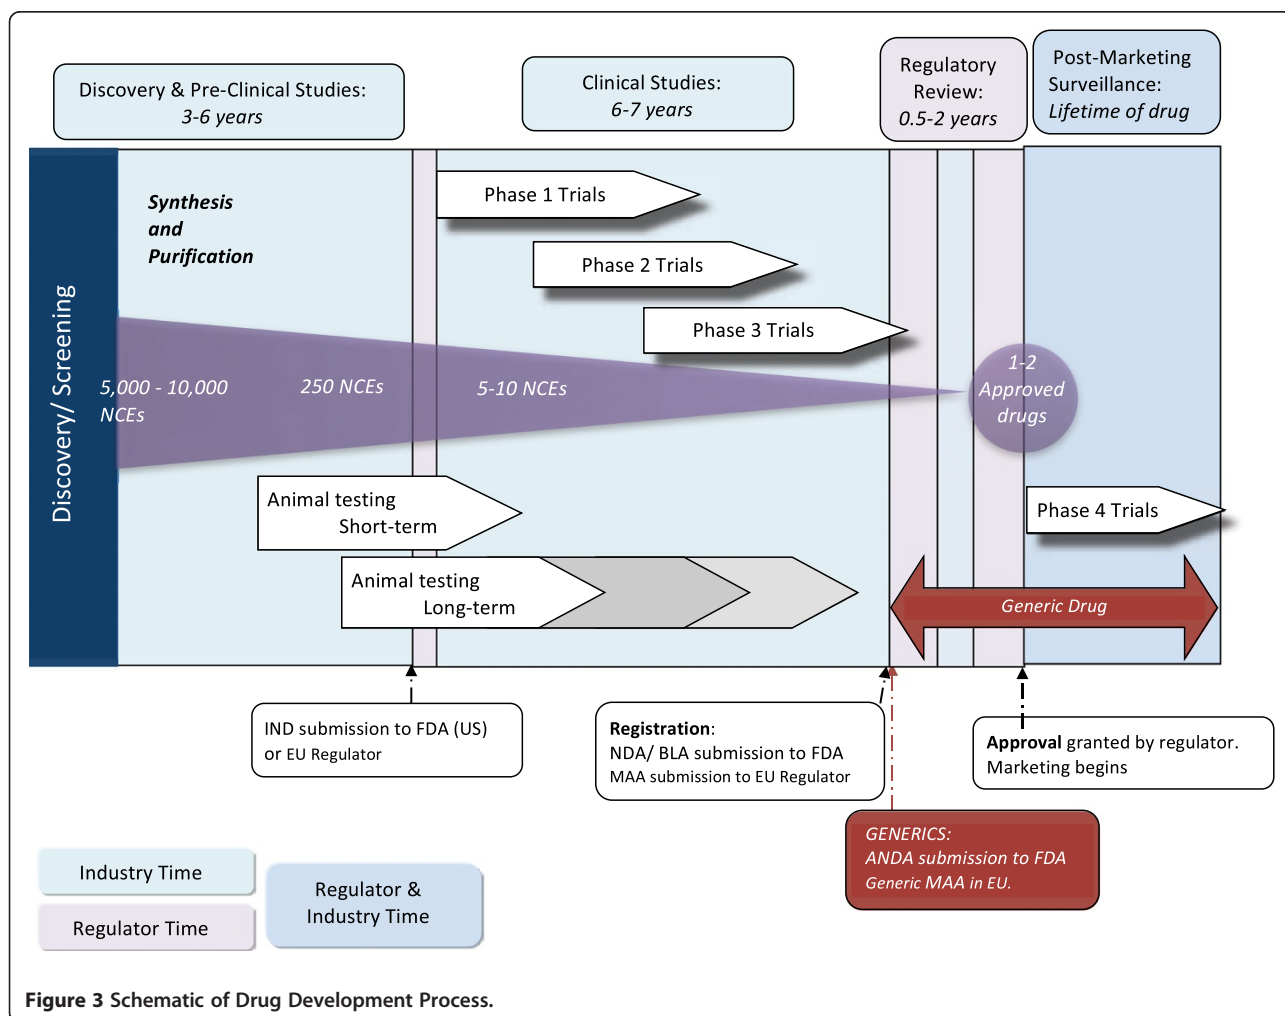 Discovery & Pre-Clinical Studies:
3-6 years
Clinical Studies:
6-7 years
Regulatory
Review:
0.5-2 years
Post-Marketing
Surveillance:
Lifetime of drug
Discovery/ Screening
Synthesis
and
Purification
Phase 1 Trials
Phase 2 Trials
Phase 3 Trials
5,000 - 10,000
NCEs
250 NCEs
5-10 NCEs
1-2
Approved
drugs
Animal testing
Short-term
Animal testing
Long-term
Phase 4 Trials
Generic Drug
IND submission to FDA (US)
or EU Regulator
Registration:
NDA/ BLA submission to FDA
MAA submission to EU Regulator
Approval granted by regulator.
Marketing begins
GENERICS:
ANDA submission to FDA
Generic MAA in EU.
Industry Time
Regulator Time
Regulator &
Industry Time
Figure 3 Schematic of Drug Development Process.